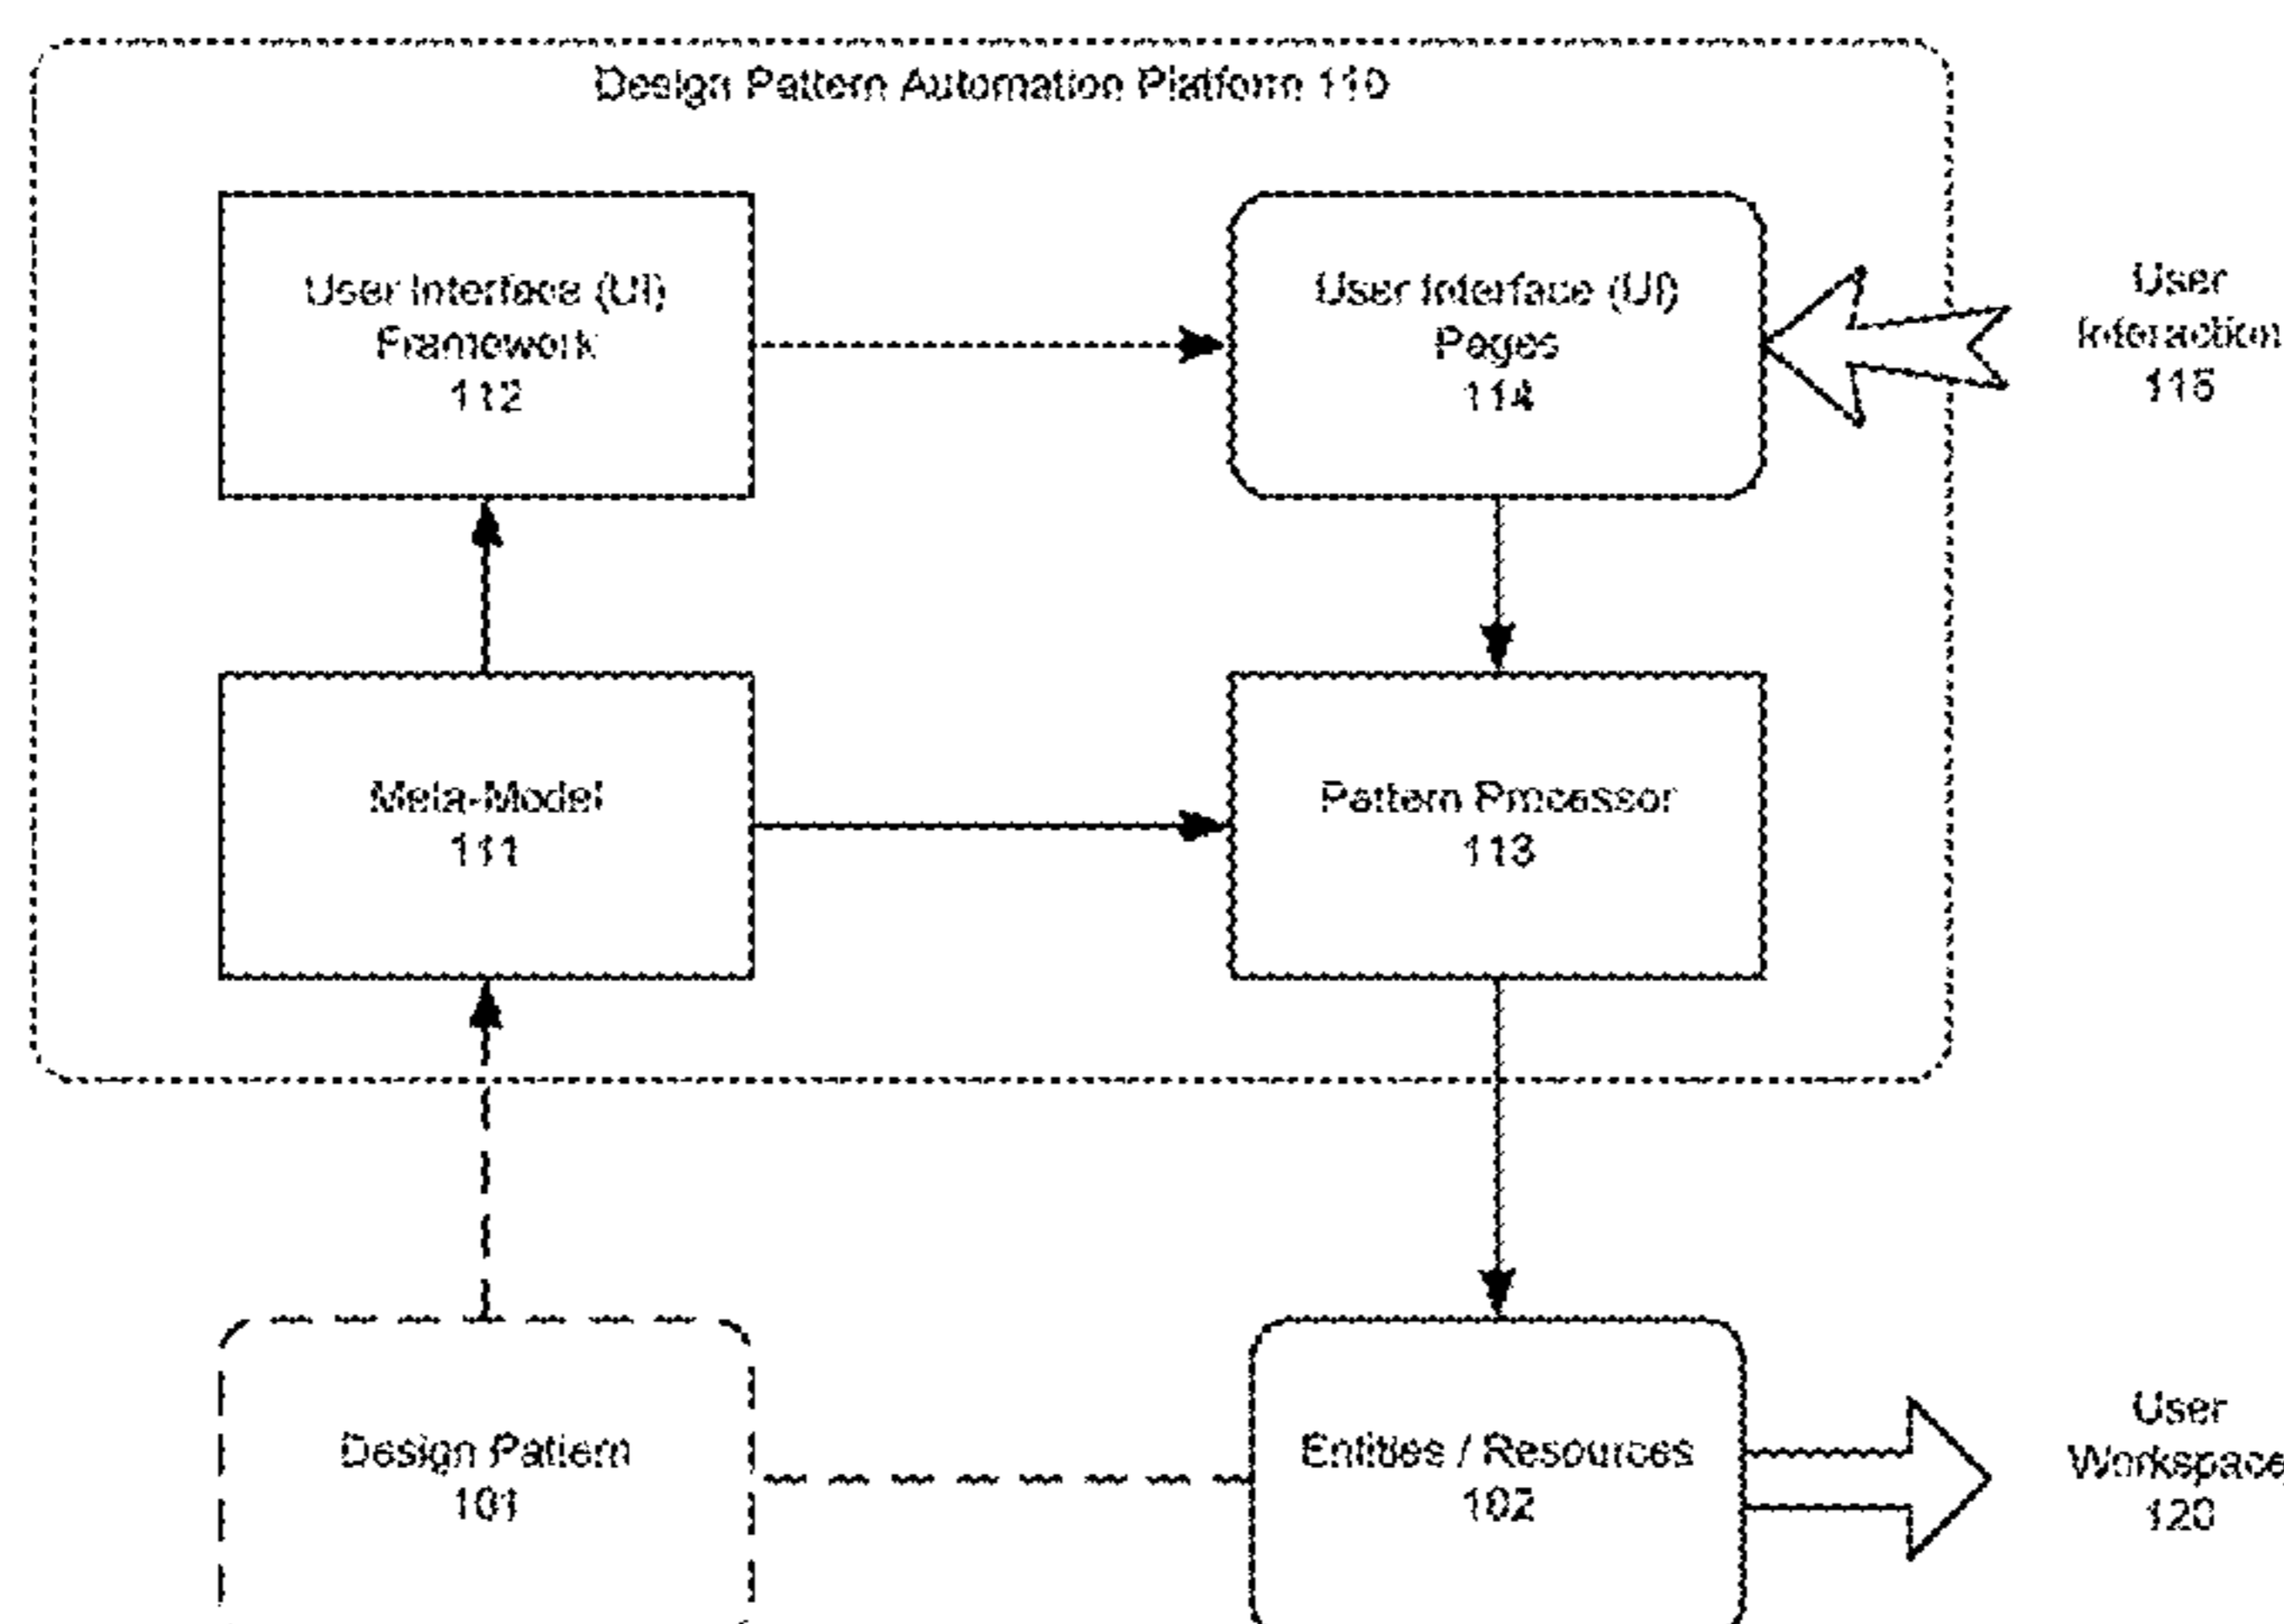 Design Pattern Automation Platform 110
User Interface (UI)
Framework
112
User Interface (UI)
Pages
114
User
Interaction
115
Meta-Model
111
Pattern Processor
113
Design Pattern
101
Entities / Resources
102
User
Workspace
120